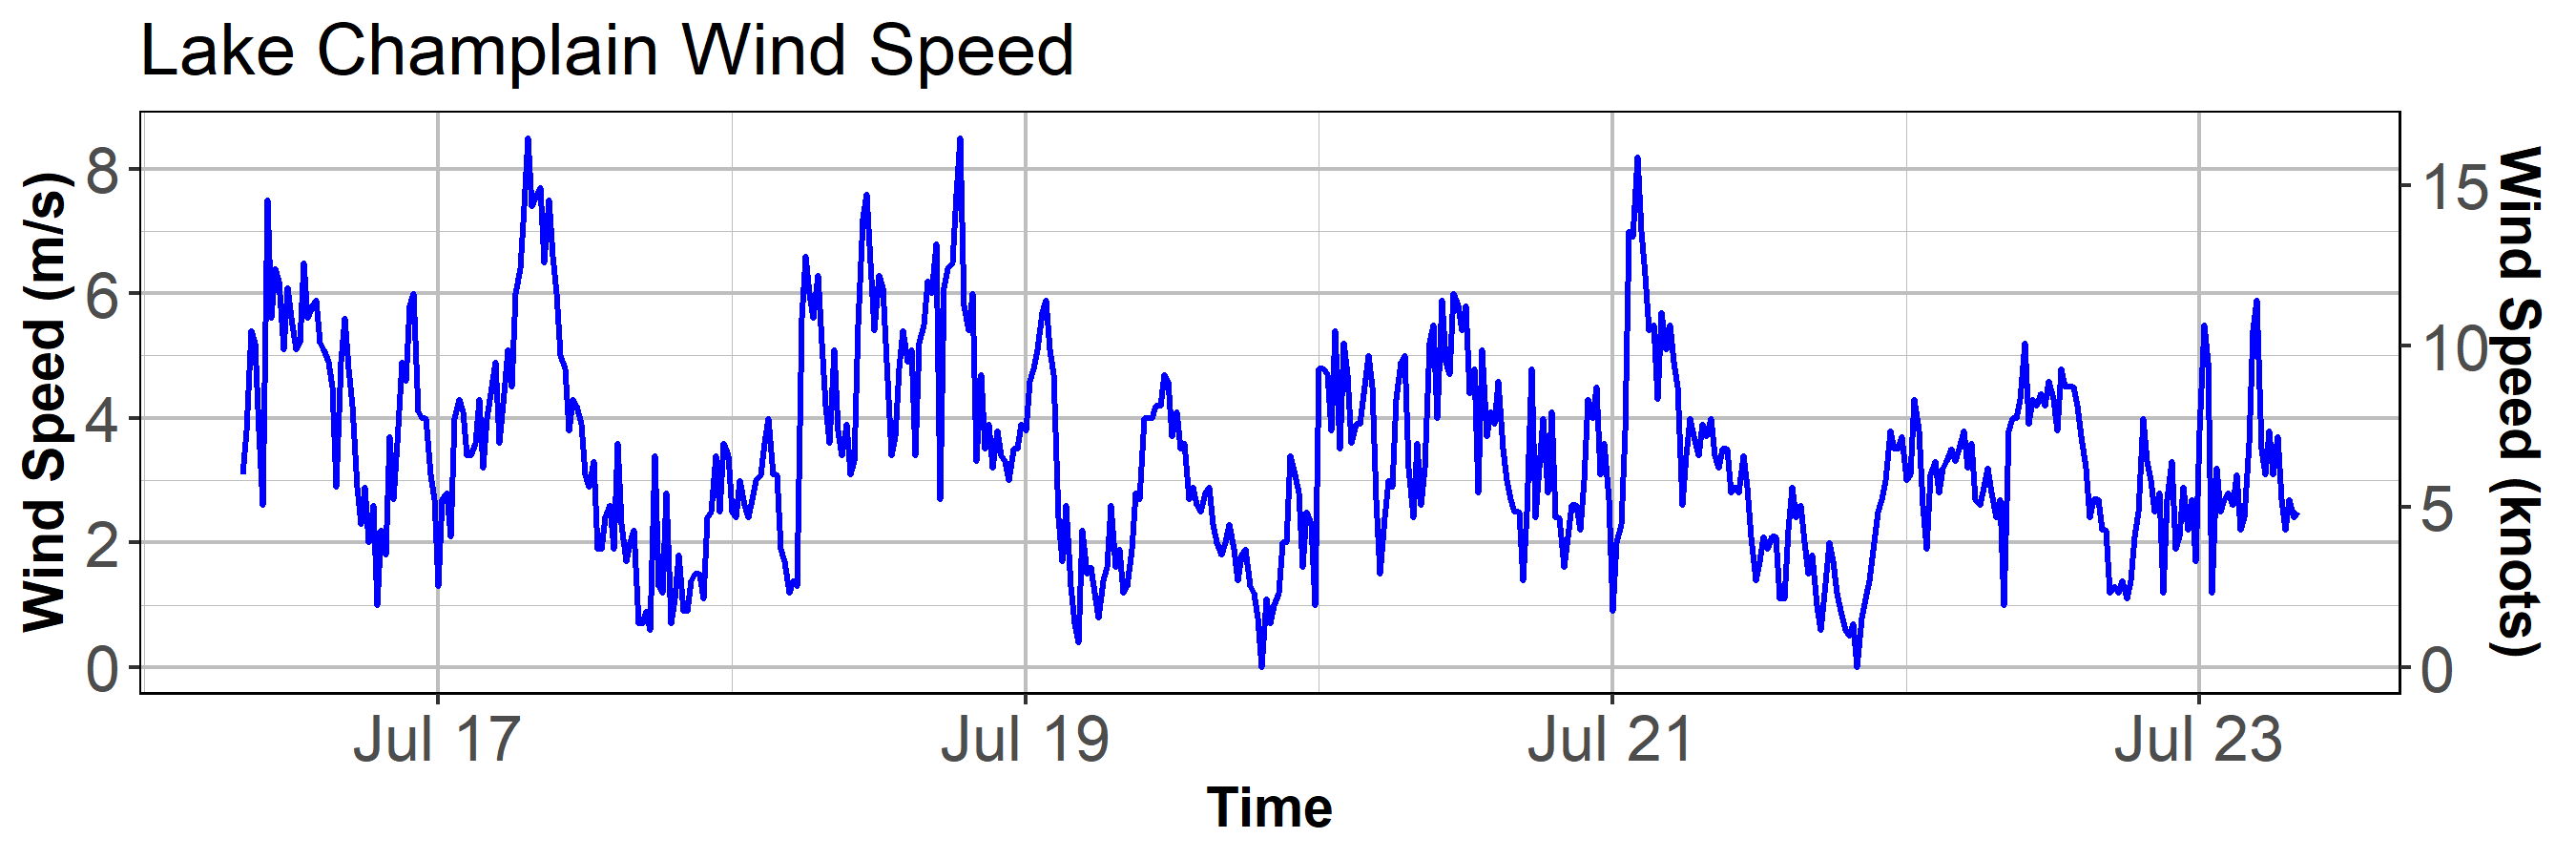 Lake Champlain Wind Speed
Wind Speed (m/s)
8
6
4
2
0
15
10
5
0
Wind Speed (knots)
Jul 17 Jul 19 Jul 21 Jul 23
Time